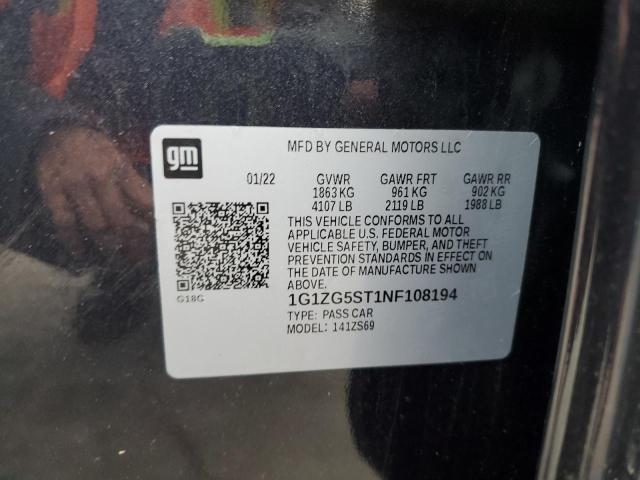 gm
MFD BY GENERAL MOTORS LLC
01/22 GVWR GAWR FRT GAWR RR
1863 KG 961 KG 902 KG
4107 LB 2119 LB 1988 LB
THIS VEHICLE CONFORMS TO ALL
APPLICABLE U.S. FEDERAL MOTOR
VEHICLE SAFETY, BUMPER, AND THEFT
PREVENTION STANDARDS IN EFFECT ON
THE DATE OF MANUFACTURE SHOWN
ABOVE.
G18G
1G1ZG5ST1NF108194
TYPE: PASS CAR
MODEL: 141ZS69